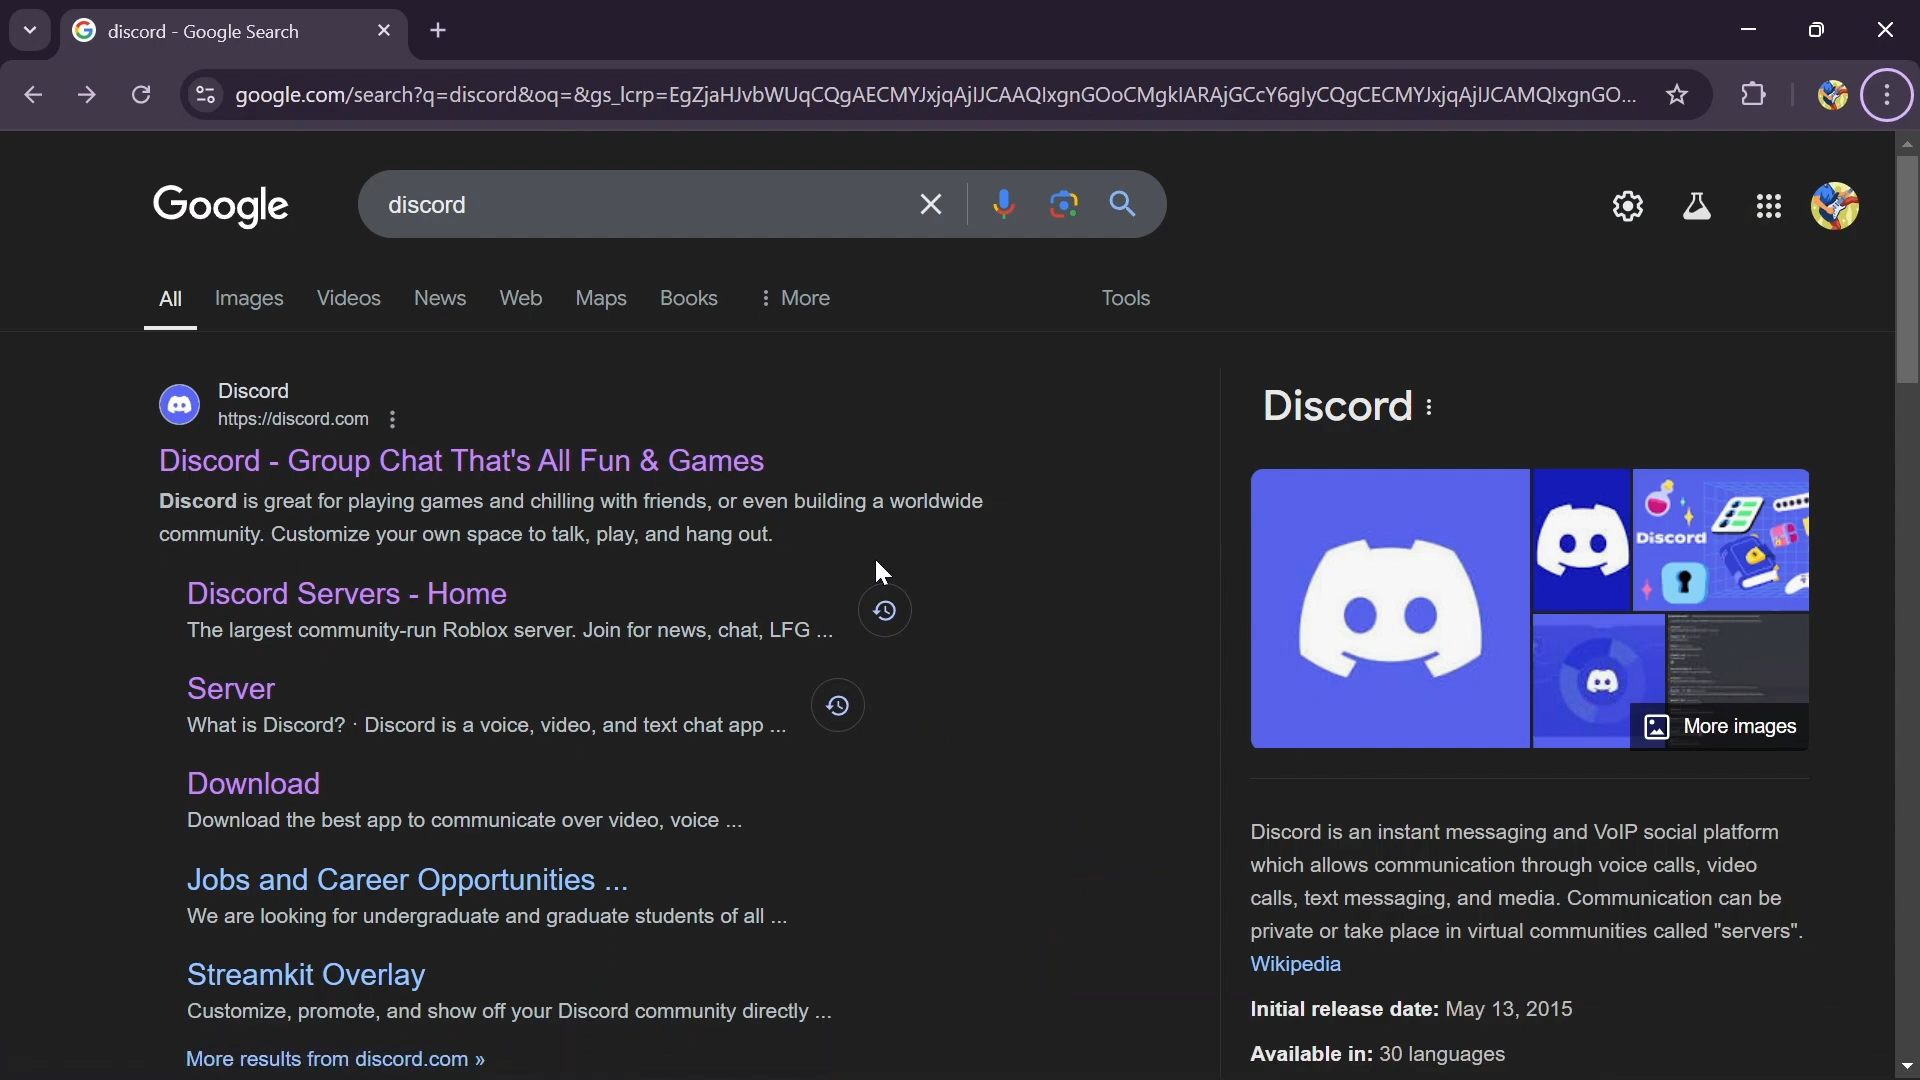 discord - Google Search
google.com/search?q=discord&oq=&gs_lcrp=EgZjaHJvbWUqCQgAECMYJxjqAjIJCAAQIxgnGOoCMgkIARAjGCcY6gIyCQgCECMYJxjqAjIJCAMQIxgnGO...
Google
discord
All Images Videos News Web Maps Books More Tools
Discord
https://discord.com
Discord - Group Chat That's All Fun & Games
Discord is great for playing games and chilling with friends, or even building a worldwide
community. Customize your own space to talk, play, and hang out.
Discord Servers - Home
The largest community-run Roblox server. Join for news, chat, LFG ...
Server
What is Discord? · Discord is a voice, video, and text chat app ...
Download
Download the best app to communicate over video, voice ...
Jobs and Career Opportunities ...
We are looking for undergraduate and graduate students of all ...
Streamkit Overlay
Customize, promote, and show off your Discord community directly ...
More results from discord.com »
Discord
Discord
More images
Discord is an instant messaging and VoIP social platform
which allows communication through voice calls, video
calls, text messaging, and media. Communication can be
private or take place in virtual communities called "servers".
Wikipedia
Initial release date: May 13, 2015
Available in: 30 languages